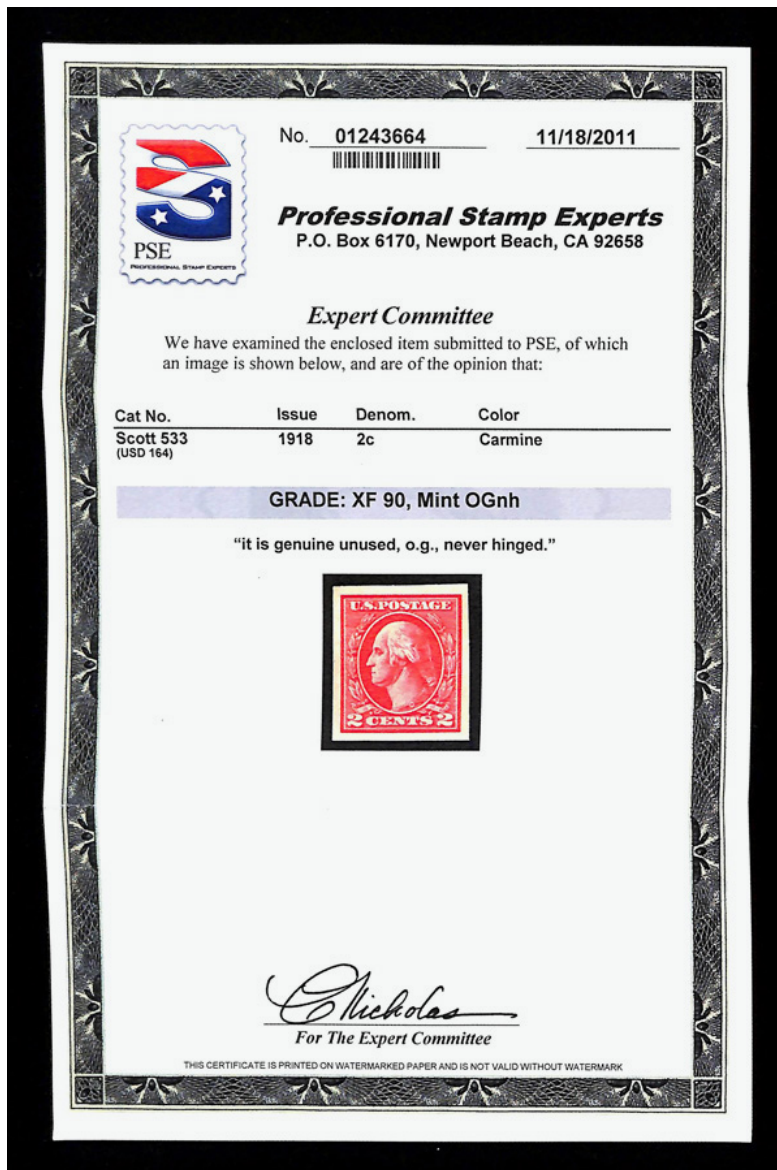 No. 01243664 11/18/2011
PSE
PROFESSIONAL STAMP EXPERTS
Professional Stamp Experts
P.O. Box 6170, Newport Beach, CA 92658
Expert Committee
We have examined the enclosed item submitted to PSE, of which
an image is shown below, and are of the opinion that:
Cat No. Issue Denom. Color
Scott 533 1918 2c Carmine
(USD 164)
GRADE: XF 90, Mint OGnh
“it is genuine unused, o.g., never hinged.”
U.S. POSTAGE
2 CENTS 2
CNicholas
For The Expert Committee
THIS CERTIFICATE IS PRINTED ON WATERMARKED PAPER AND IS NOT VALID WITHOUT WATERMARK